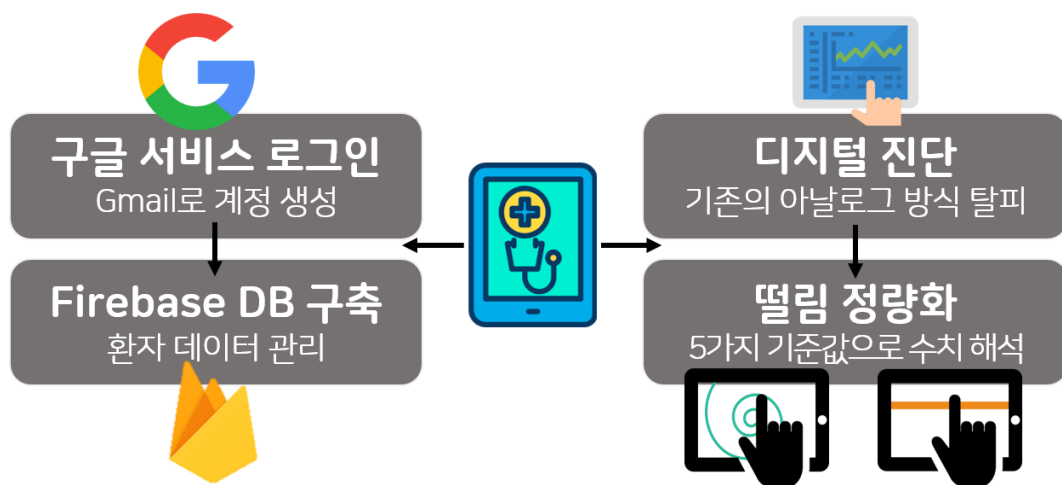 구글 서비스 로그인
Gmail로 계정 생성
Firebase DB 구축
환자 데이터 관리
디지털 진단
기존의 아날로그 방식 탈피
떨림 정량화
5가지 기준값으로 수치 해석